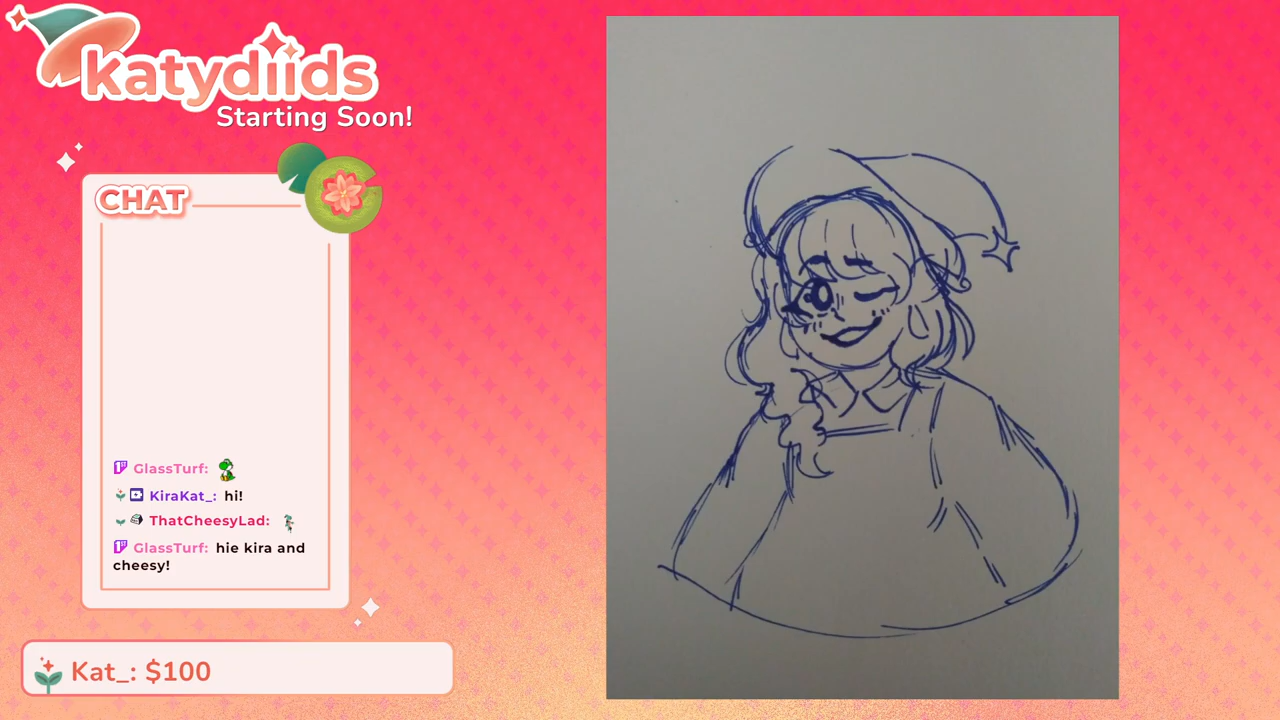 Katydiids
Starting Soon!
CHAT
GlassTurf:
KiraKat_: hi!
ThatCheesyLad:
GlassTurf: hie kira and
cheesy!
Kat_: $100